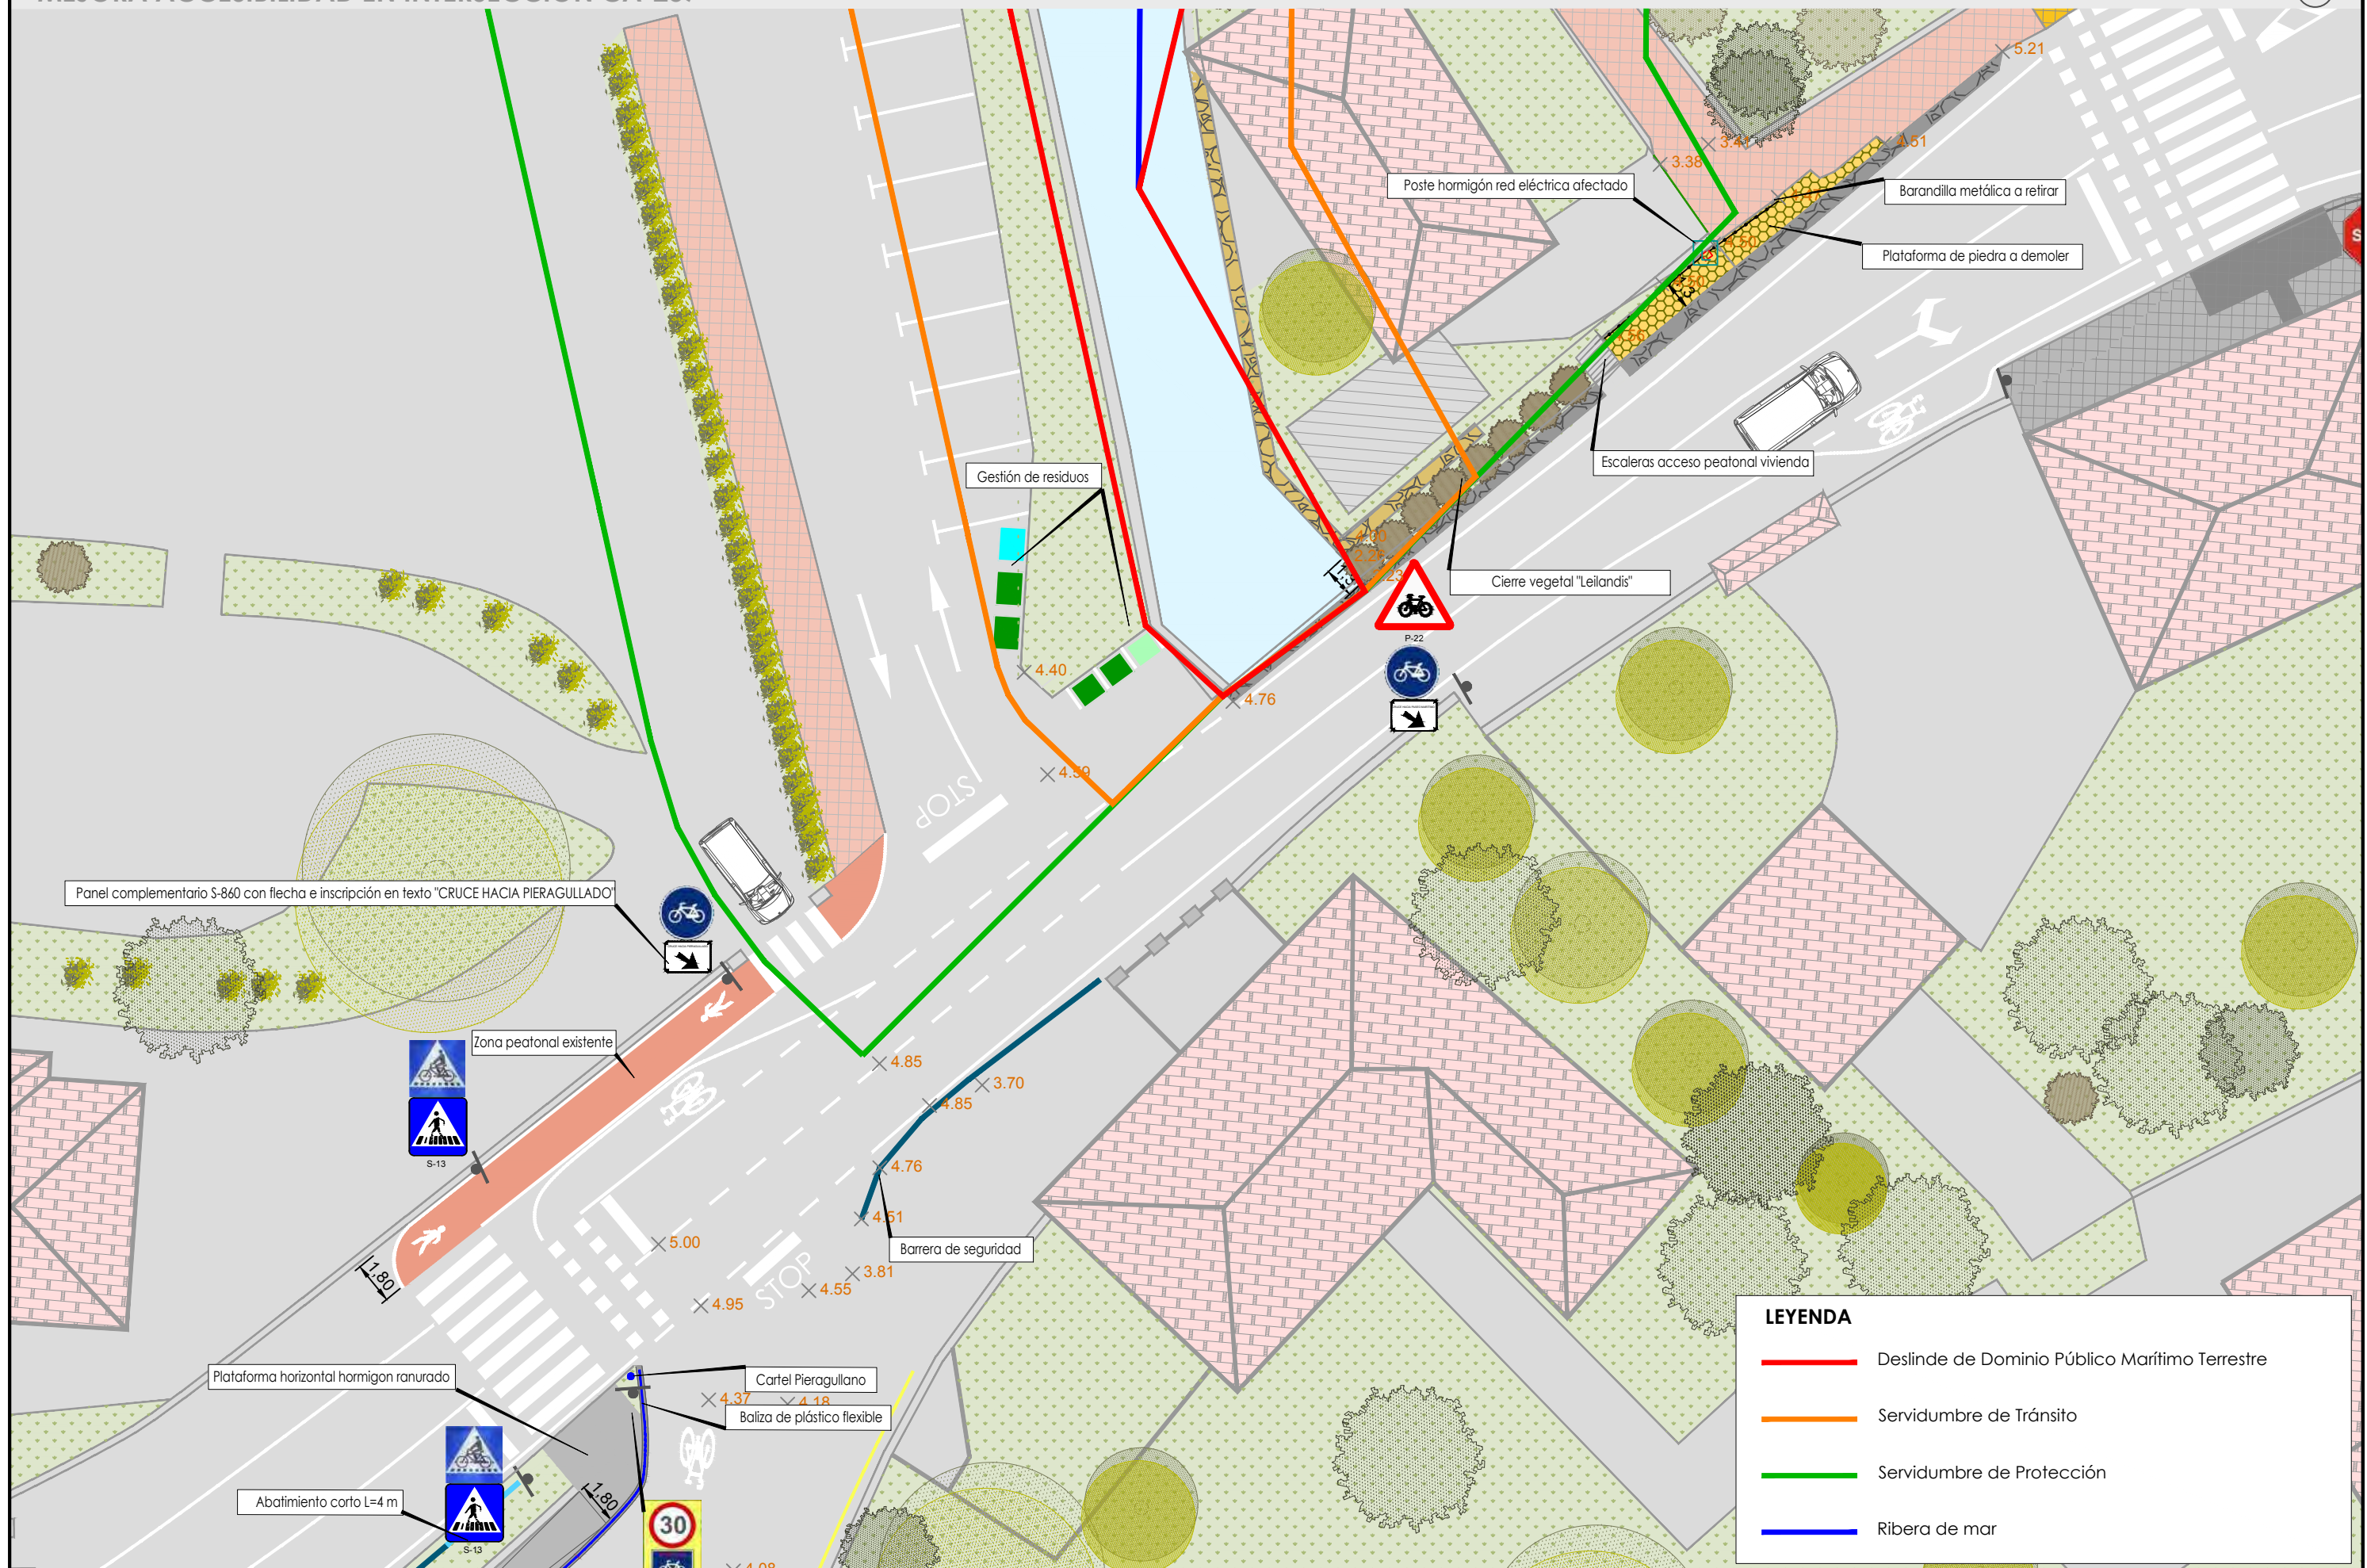 5.21
3.38
4.51
Poste hormigón red eléctrica afectado
Barandilla metálica a retirar
Plataforma de piedra a demoler
Escaleras acceso peatonal vivienda
Gestión de residuos
Cierre vegetal "Leilandis"
P-22
4.40
4.76
4.59
STOP
Panel complementario S-860 con flecha e inscripción en texto "CRUCE HACIA PIERAGULLADO"
Zona peatonal existente
4.85
3.70
4.85
4.76
S-13
4.51
5.00
Barrera de seguridad
3.81
4.55
STOP
4.95
1,80
Plataforma horizontal hormigon ranurado
Cartel Pieragullano
4.37
4.18
Baliza de plástico flexible
1,80
Abatimiento corto L=4 m
S-13
30
4.08
LEYENDA
Deslinde de Dominio Público Marítimo Terrestre
Servidumbre de Tránsito
Servidumbre de Protección
Ribera de mar